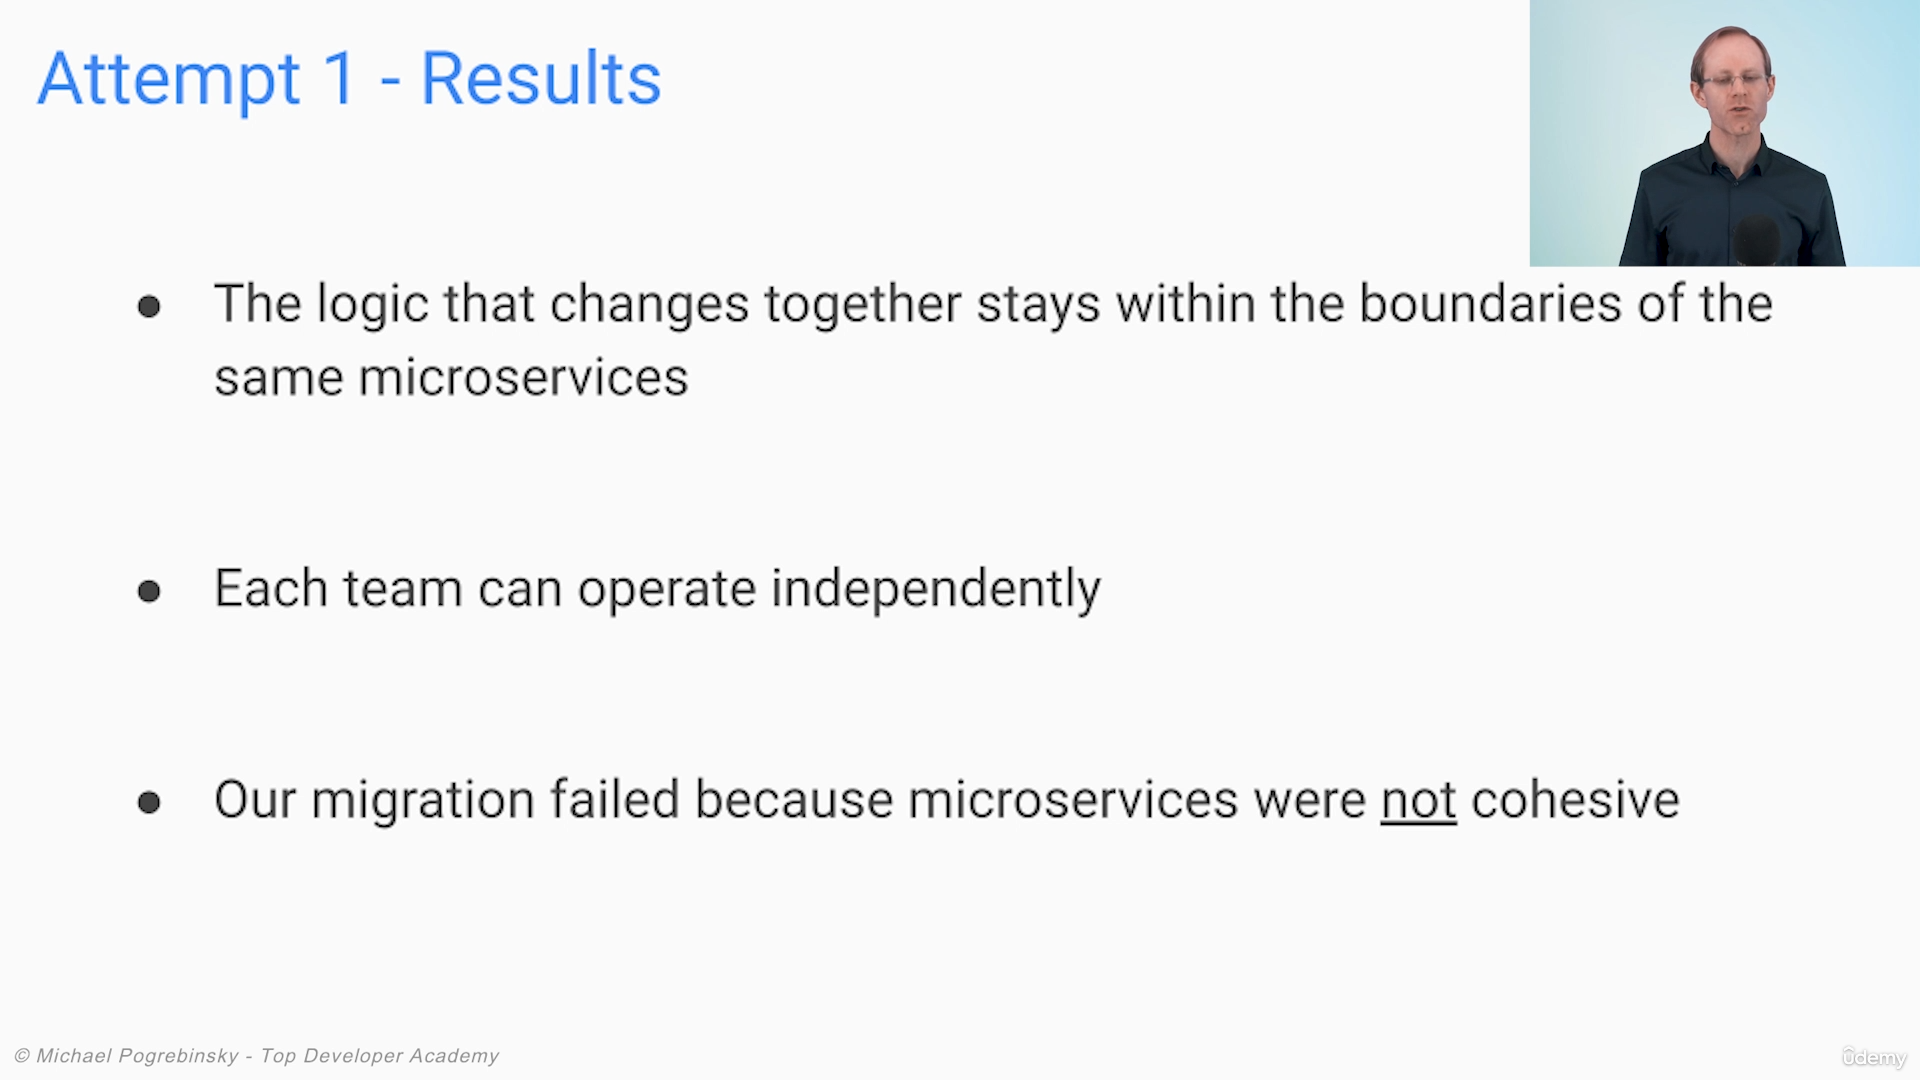 Attempt 1 - Results
● The logic that changes together stays within the boundaries of the
same microservices
● Each team can operate independently
● Our migration failed because microservices were not cohesive
© Michael Pogrebinsky - Top Developer Academy
ûdemy